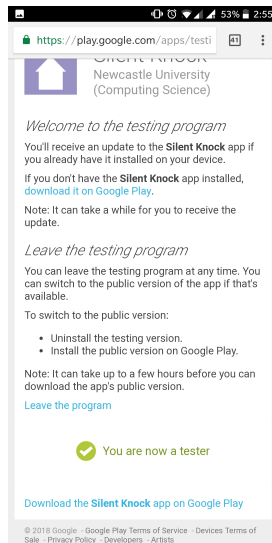 53% 2:55
https://play.google.com/apps/testi 41
Silent Knock
Newcastle University
(Computing Science)
Welcome to the testing program
You'll receive an update to the Silent Knock app if
you already have it installed on your device.
If you don't have the Silent Knock app installed,
download it on Google Play.
Note: It can take a while for you to receive the
update.
Leave the testing program
You can leave the testing program at any time. You
can switch to the public version of the app if that's
available.
To switch to the public version:
• Uninstall the testing version.
• Install the public version on Google Play.
Note: It can take up to a few hours before you can
download the app's public version.
Leave the program
You are now a tester
Download the Silent Knock app on Google Play
© 2018 Google - Google Play Terms of Service - Devices Terms of
Sale - Privacy Policy - Developers - Artists